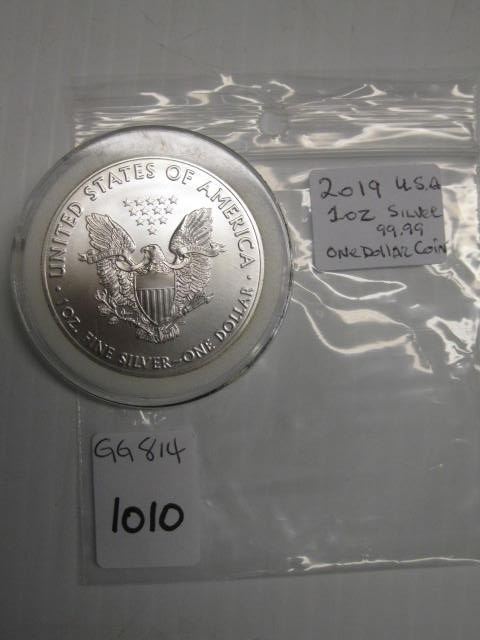 UNITED STATES OF AMERICA
• 1 OZ. FINE SILVER–ONE DOLLAR •
2019 U.S.A
1oz Silver
99.99
One Dollar Coin
GG814
1010